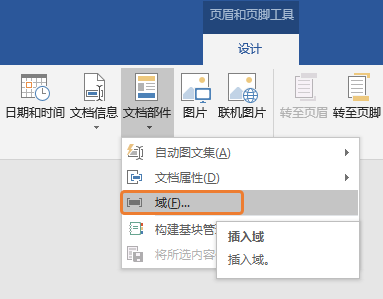 页眉和页脚工具
设计
日期和时间 文档信息 文档部件 图片 联机图片 转至页眉 转至页脚
自动图文集(A)
文档属性(D)
域(F)...
构建基块管
将所选内容
插入域
插入域。